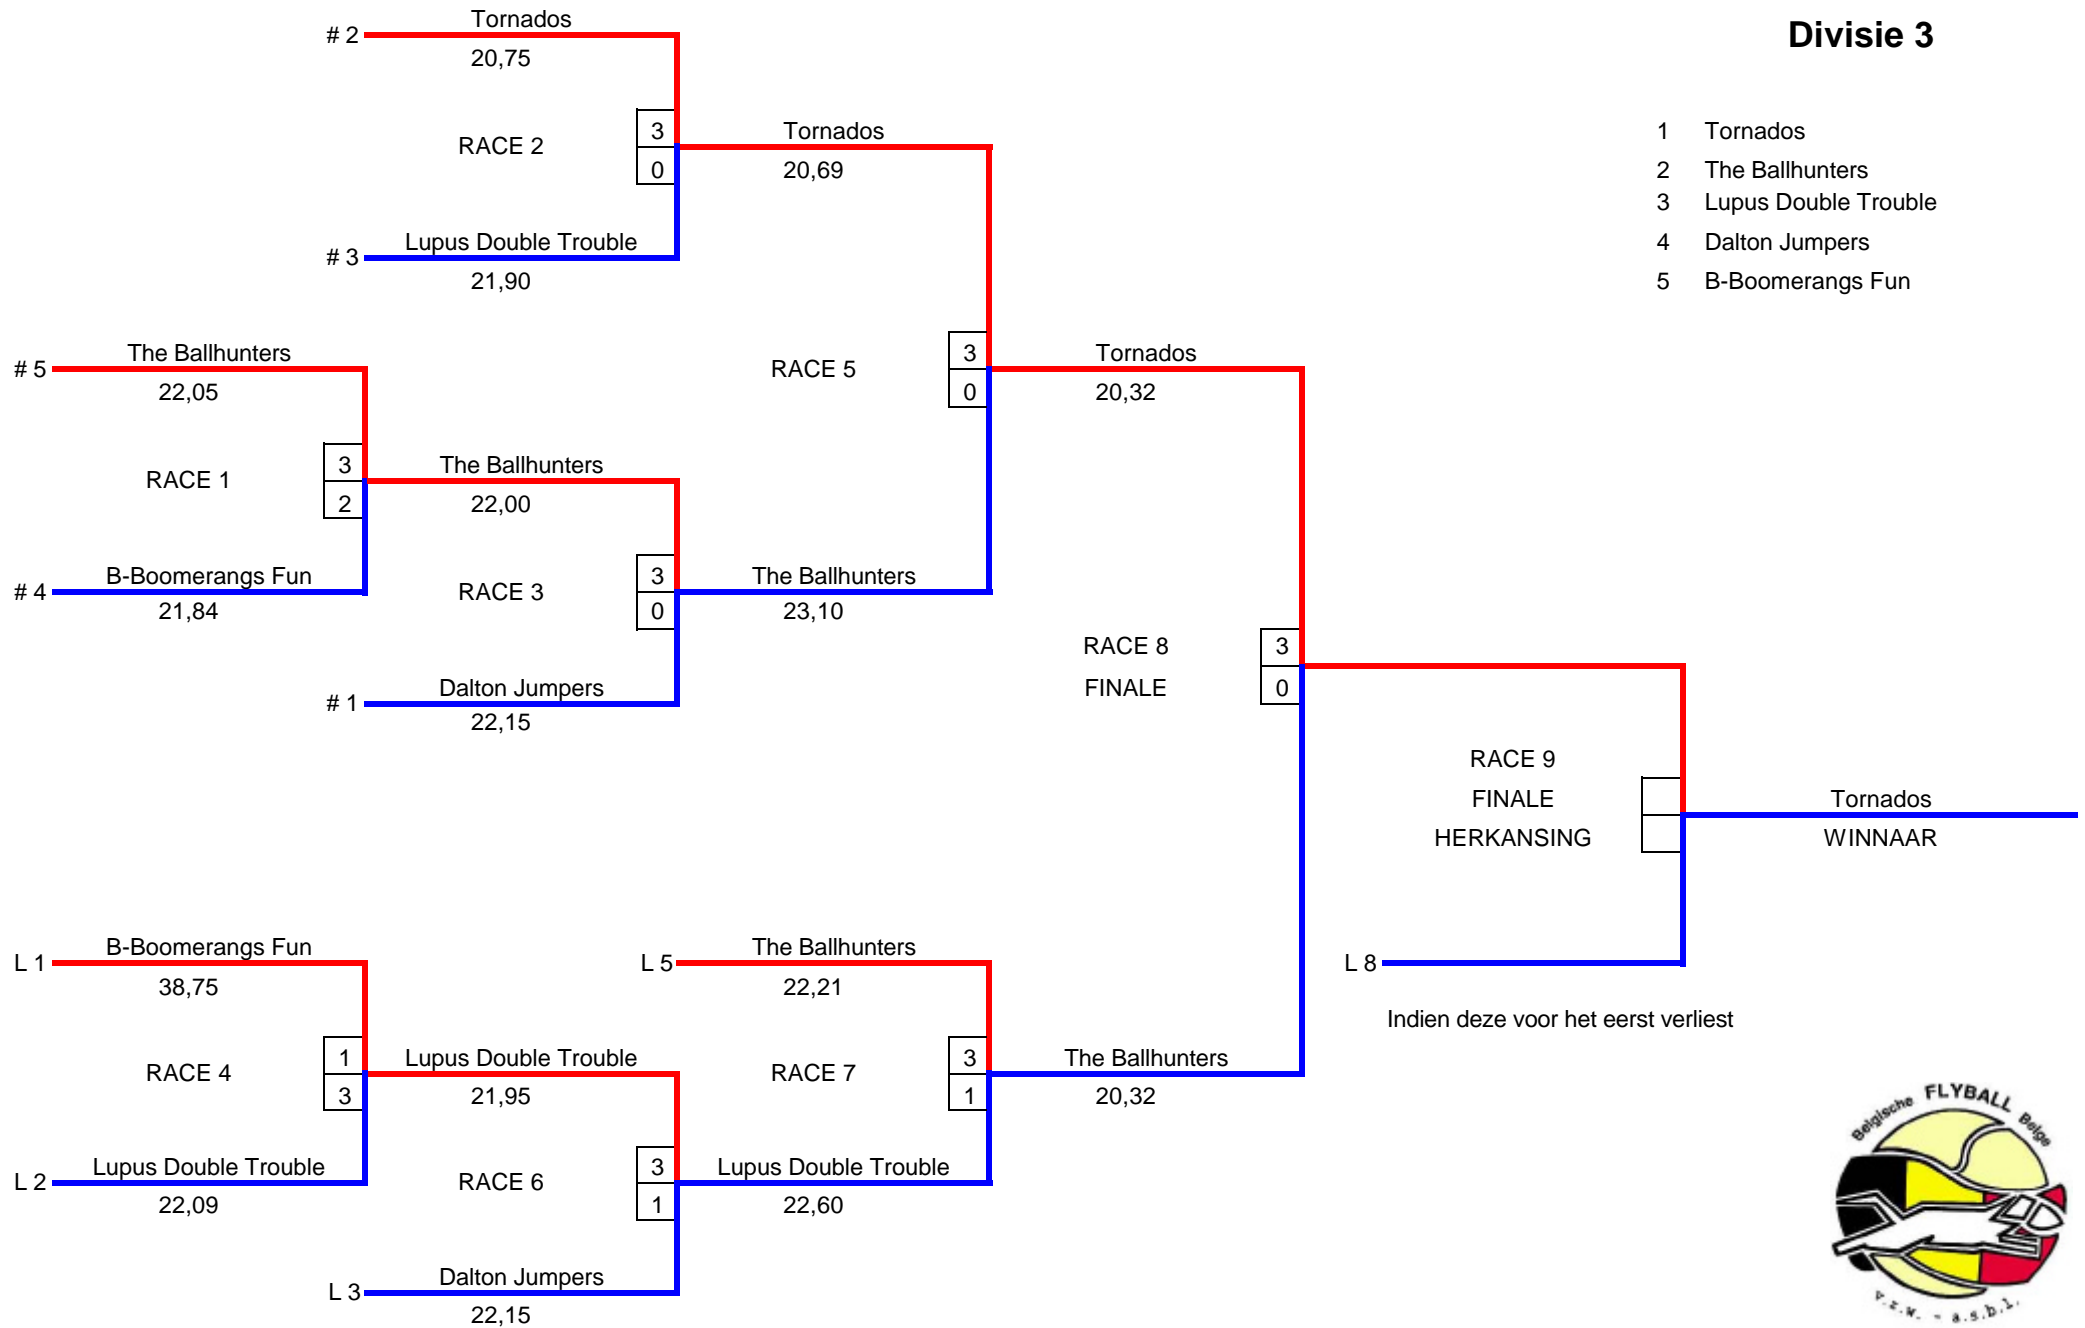 Divisie 3
1 Tornados
2 The Ballhunters
3 Lupus Double Trouble
4 Dalton Jumpers
5 B-Boomerangs Fun
Tornados
# 2
20,75
RACE 2
3
0
Lupus Double Trouble
# 3
21,90
Tornados
20,69
The Ballhunters
# 5
22,05
RACE 1
3
2
B-Boomerangs Fun
# 4
21,84
The Ballhunters
22,00
RACE 3
3
0
Dalton Jumpers
# 1
22,15
RACE 5
3
0
The Ballhunters
23,10
Tornados
20,32
RACE 8
FINALE
3
0
RACE 9
FINALE
HERKANSING
Tornados
WINNAAR
B-Boomerangs Fun
L 1
38,75
RACE 4
1
3
Lupus Double Trouble
L 2
22,09
Lupus Double Trouble
21,95
RACE 6
3
1
Dalton Jumpers
L 3
22,15
The Ballhunters
L 5
22,21
RACE 7
3
1
Lupus Double Trouble
22,60
The Ballhunters
20,32
L 8
Indien deze voor het eerst verliest
Belgische FLYBALL Belge
v.z.w. - a.s.b.l.